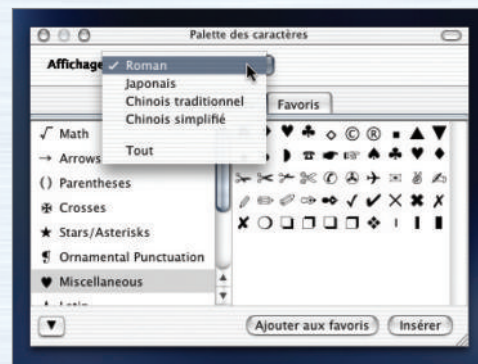 Palette des caractères
Affichage
✓ Roman
Japonais
Chinois traditionnel
Chinois simplifié
Tout
Favoris
√ Math
→ Arrows
() Parentheses
✠ Crosses
★ Stars/Asterisks
¶ Ornamental Punctuation
♥ Miscellaneous
Ajouter aux favoris
Insérer